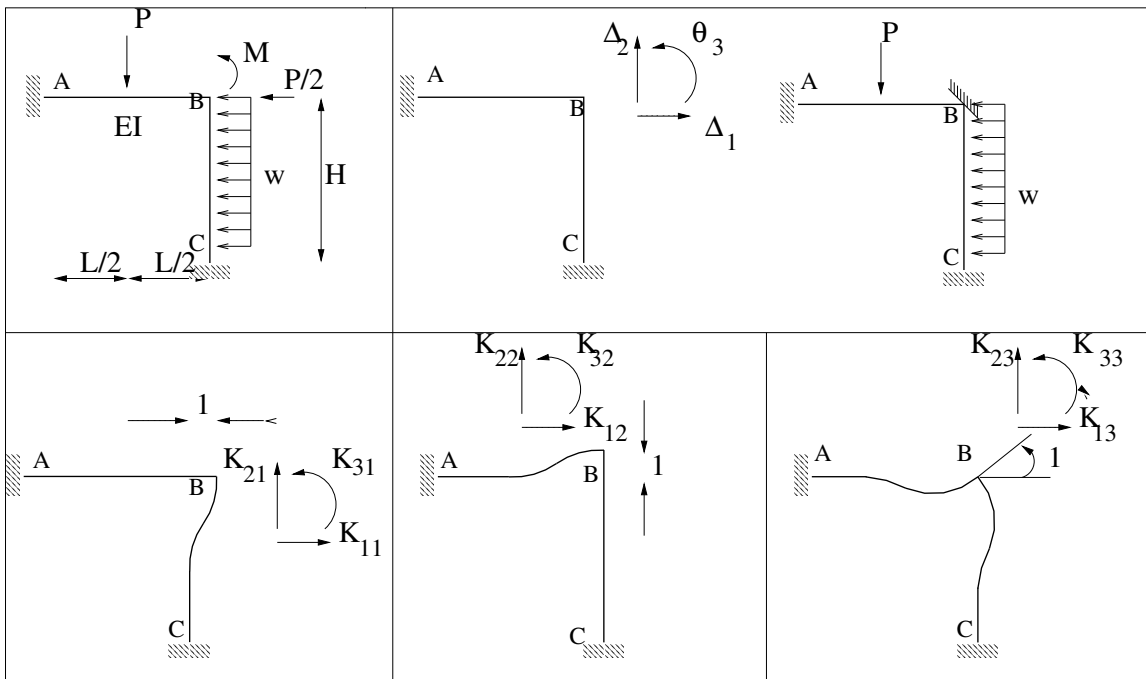 P
M
A
P/2
B
EI
w
H
C
L/2 L/2
Δ2 θ3
A
B
Δ1
C
P
A
B
w
C
1
A
K21 K31
B
K11
C
K22 K32
K12
A
B
1
C
K23 K33
K13
A
B
1
C